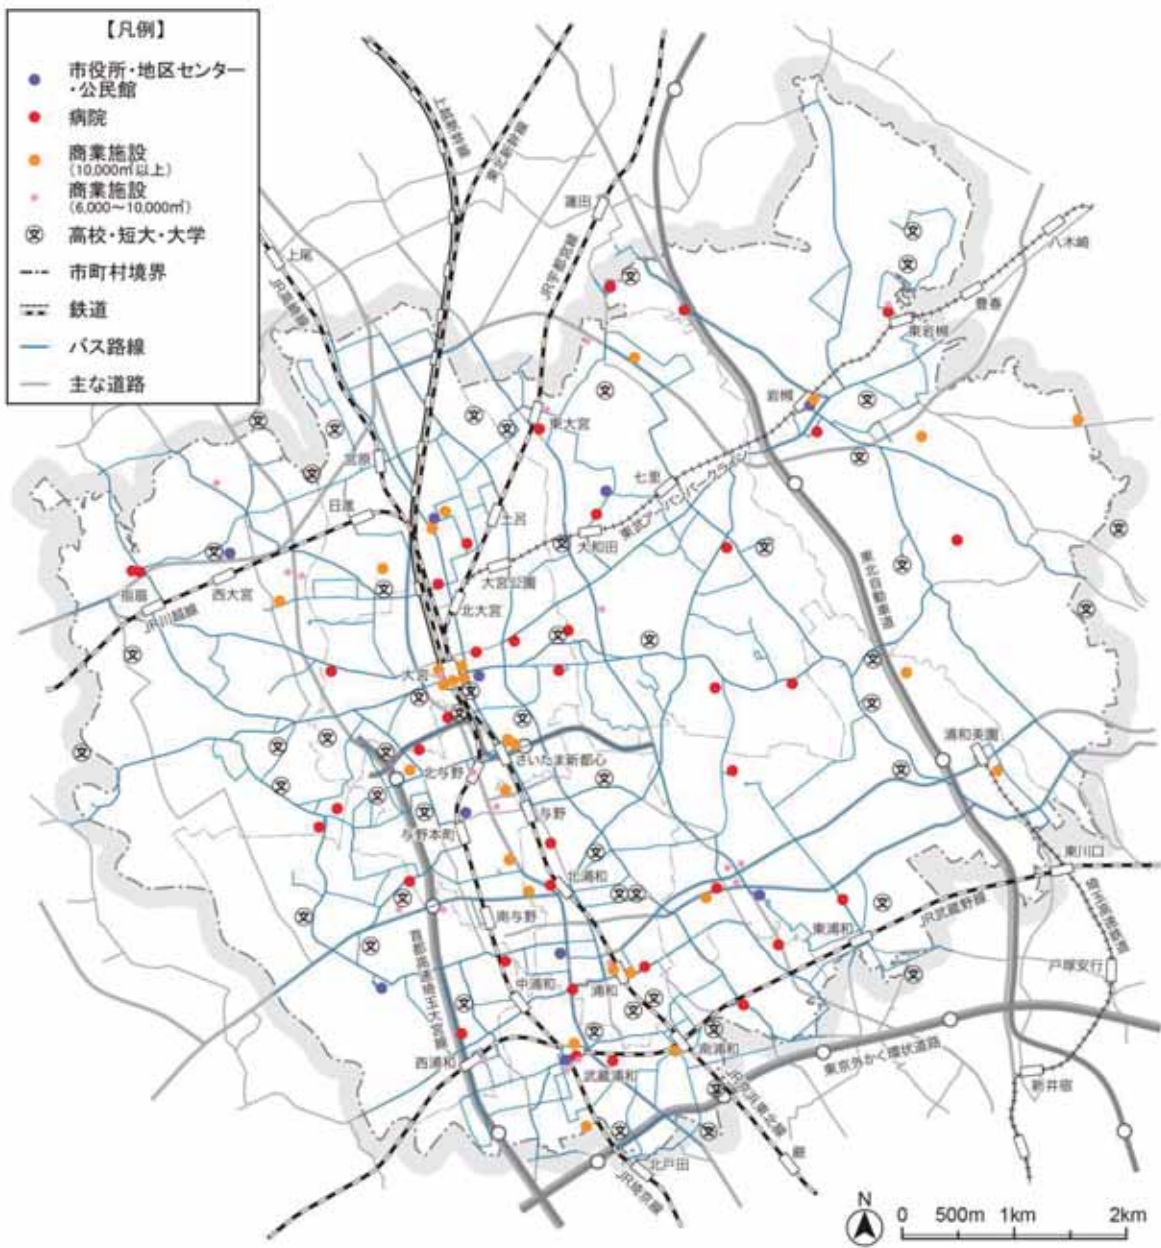 【凡例】
市役所・地区センター
・公民館
病院
商業施設
(10,000㎡以上)
商業施設
(6,000～10,000㎡)
文 高校・短大・大学
市町村境界
鉄道
バス路線
主な道路
上越新幹線
東北新幹線
蓮田
上尾
JR高崎線
JR宇都宮線
八木崎
豊春
東岩槻
岩槻
東大宮
宮原
七里
東武アーバンパークライン
日進
土呂
大和田
大宮公園
東北自動車道
指扇
西大宮
JR川越線
北大宮
大宮
浦和美園
さいたま新都心
北与野
与野
与野本町
東川口
北浦和
JR武蔵野線
埼玉高速鉄道
南与野
東浦和
首都高速埼玉大宮線
戸塚安行
中浦和
浦和
西浦和
武蔵浦和
南浦和
東京外かく環状道路
新井宿
JR京浜東北線
蕨
北戸田
JR埼京線
N
0 500m 1km 2km